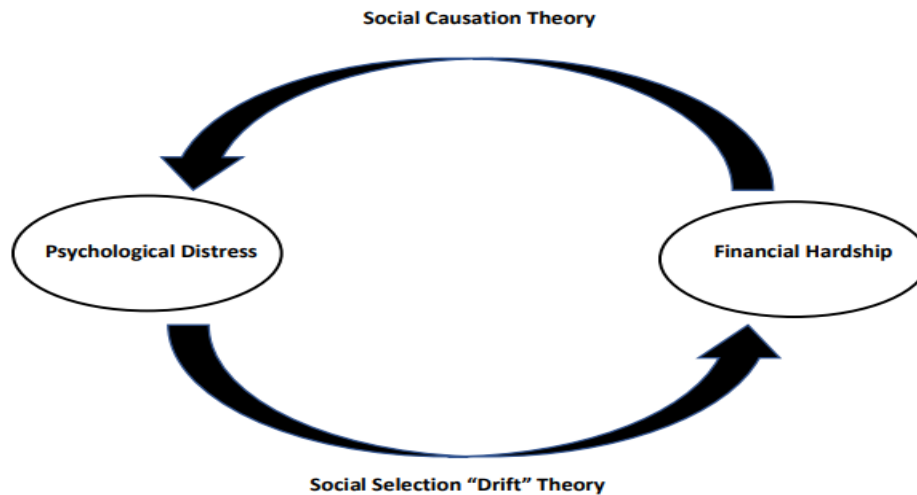 Social Causation Theory
Psychological Distress
Financial Hardship
Social Selection “Drift” Theory